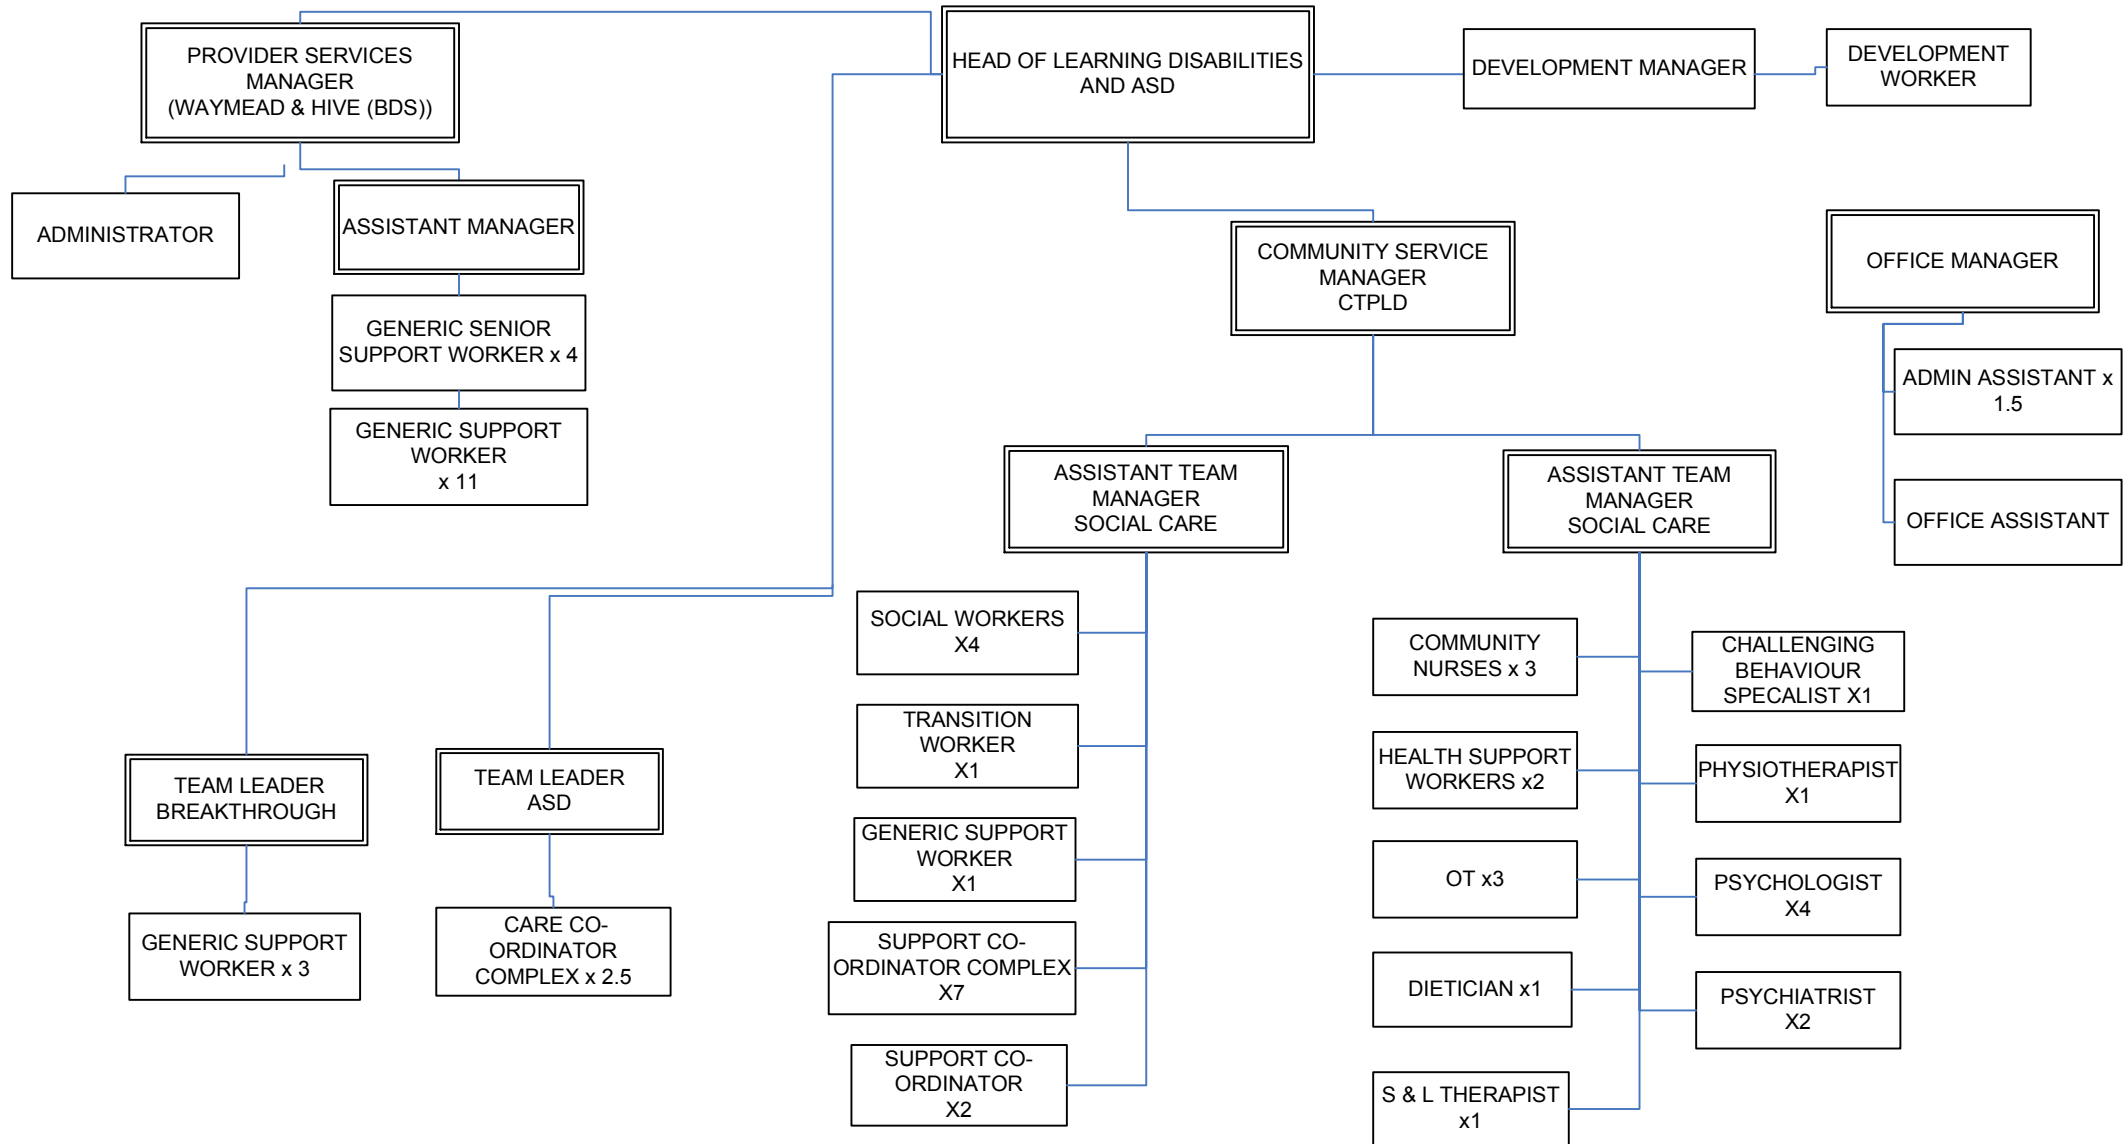 PROVIDER SERVICES
MANAGER
(WAYMEAD & HIVE (BDS))
HEAD OF LEARNING DISABILITIES
AND ASD
DEVELOPMENT MANAGER
DEVELOPMENT
WORKER
ADMINISTRATOR
ASSISTANT MANAGER
GENERIC SENIOR
SUPPORT WORKER x 4
GENERIC SUPPORT
WORKER
x 11
COMMUNITY SERVICE
MANAGER
CTPLD
OFFICE MANAGER
ADMIN ASSISTANT x
1.5
OFFICE ASSISTANT
ASSISTANT TEAM
MANAGER
SOCIAL CARE
ASSISTANT TEAM
MANAGER
SOCIAL CARE
SOCIAL WORKERS
X4
TRANSITION
WORKER
X1
GENERIC SUPPORT
WORKER
X1
SUPPORT CO-
ORDINATOR COMPLEX
X7
SUPPORT CO-
ORDINATOR
X2
COMMUNITY
NURSES x 3
HEALTH SUPPORT
WORKERS x2
OT x3
DIETICIAN x1
S & L THERAPIST
x1
CHALLENGING
BEHAVIOUR
SPECALIST X1
PHYSIOTHERAPIST
X1
PSYCHOLOGIST
X4
PSYCHIATRIST
X2
TEAM LEADER
BREAKTHROUGH
TEAM LEADER
ASD
GENERIC SUPPORT
WORKER x 3
CARE CO-
ORDINATOR
COMPLEX x 2.5